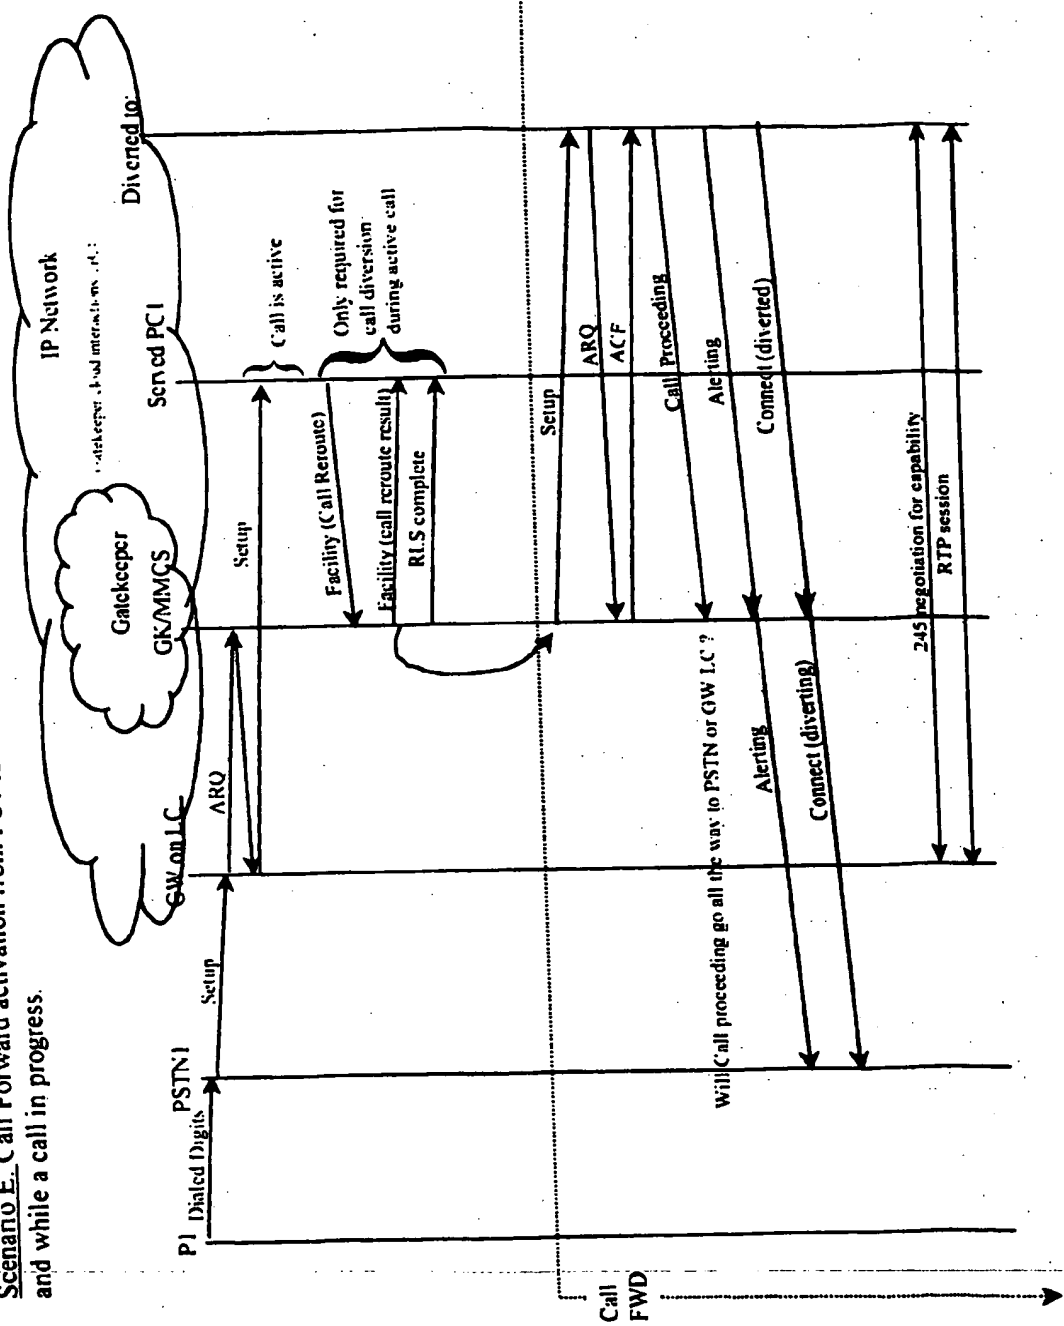 Scenario E. Call Forward activation from
and while a call in progress.
IP Network
Gatekeeper
GK/MMCS
GW on LC
Served PC1
Diverted to:
P1
PSTN1
Dialed Digits
Setup
ARQ
Setup
Call is active
Facility (Call Reroute)
Only required for
call diversion
during active call
Facility (call reroute result)
RLS complete
Call
FWD
Setup
ARQ
ACF
Call Proceeding
Will Call proceeding go all the way to PSTN or GW LC ?
Alerting
Alerting
Connect (diverted)
Connect (diverting)
245 negotiation for capability
RTP session